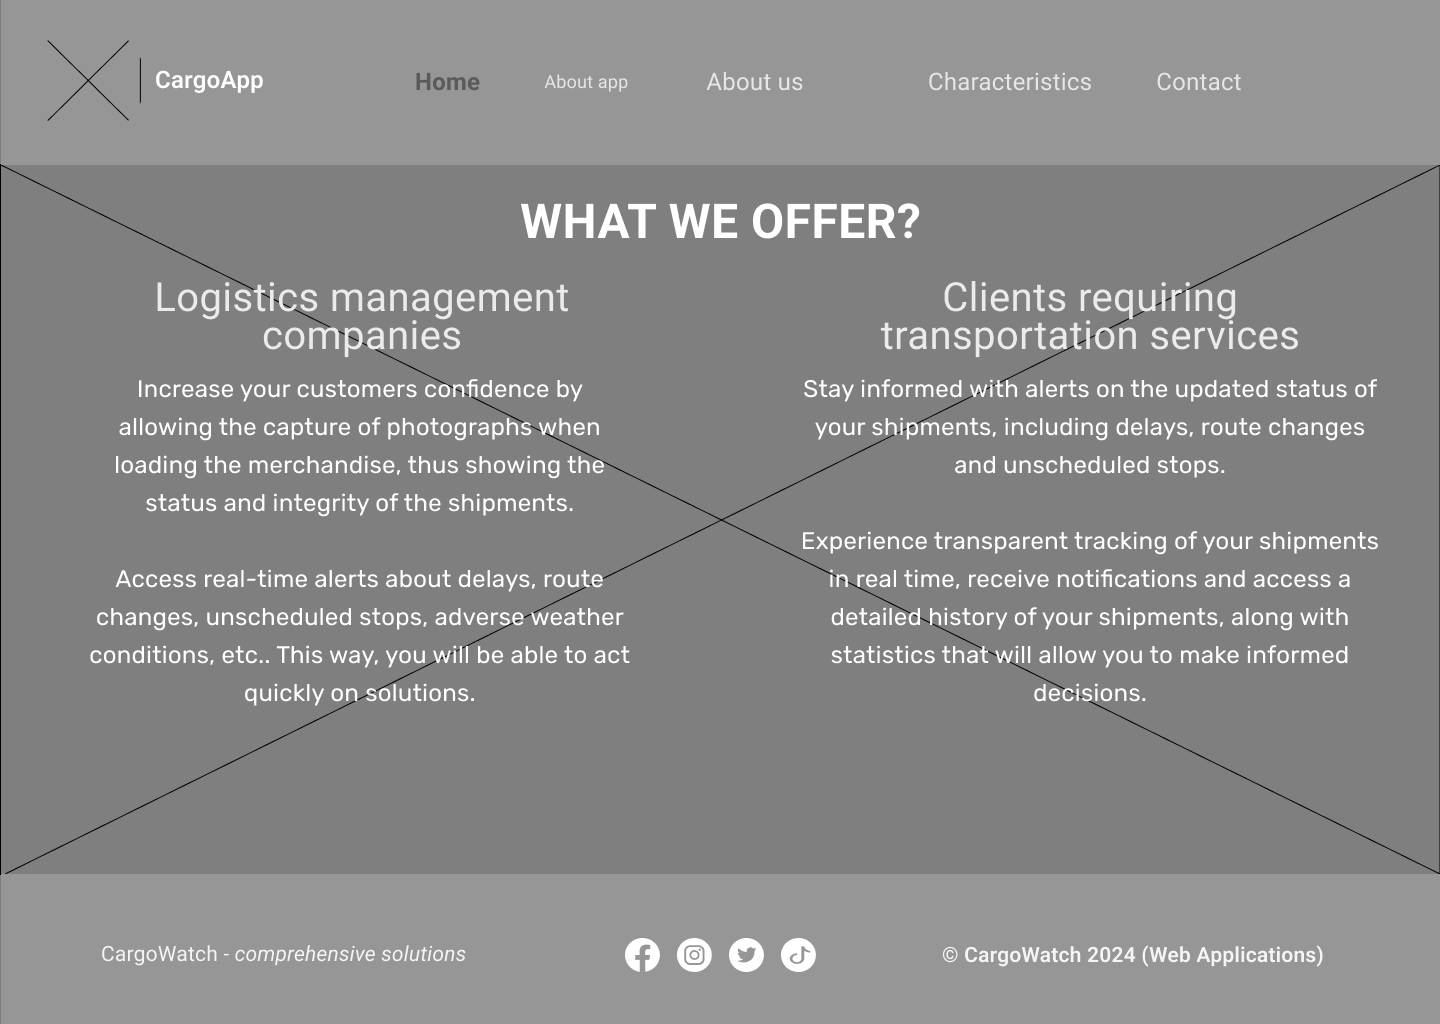 CargoApp
Home
About app
About us
Characteristics
Contact
WHAT WE OFFER?
Logistics management
companies
Increase your customers confidence by
allowing the capture of photographs when
loading the merchandise, thus showing the
status and integrity of the shipments.
Access real-time alerts about delays, route
changes, unscheduled stops, adverse weather
conditions, etc.. This way, you will be able to act
quickly on solutions.
Clients requiring
transportation services
Stay informed with alerts on the updated status of
your shipments, including delays, route changes
and unscheduled stops.
Experience transparent tracking of your shipments
in real time, receive notifications and access a
detailed history of your shipments, along with
statistics that will allow you to make informed
decisions.
CargoWatch - comprehensive solutions
© CargoWatch 2024 (Web Applications)